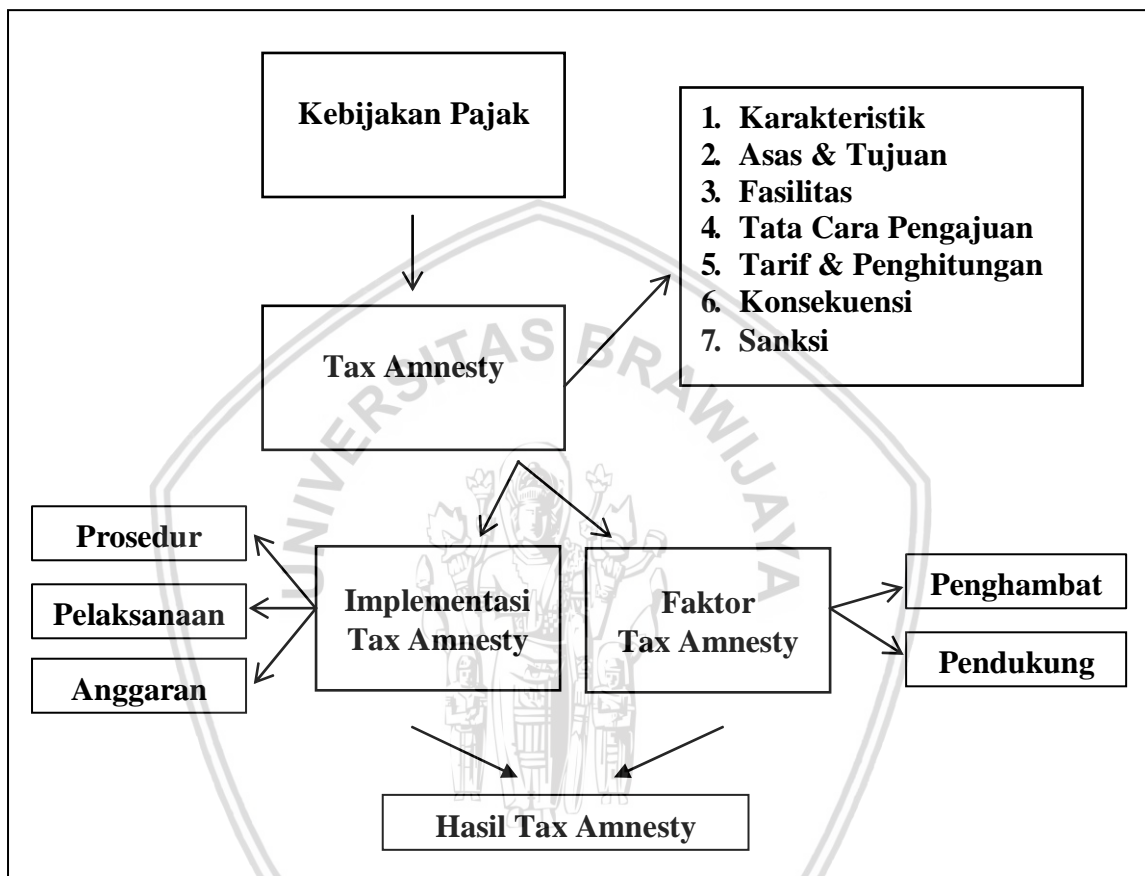 Kebijakan Pajak
1. Karakteristik
2. Asas & Tujuan
3. Fasilitas
4. Tata Cara Pengajuan
5. Tarif & Penghitungan
6. Konsekuensi
7. Sanksi
Tax Amnesty
UNIVERSITAS BRAWIJAYA
Prosedur
Pelaksanaan
Anggaran
Implementasi
Tax Amnesty
Faktor
Tax Amnesty
Penghambat
Pendukung
Hasil Tax Amnesty